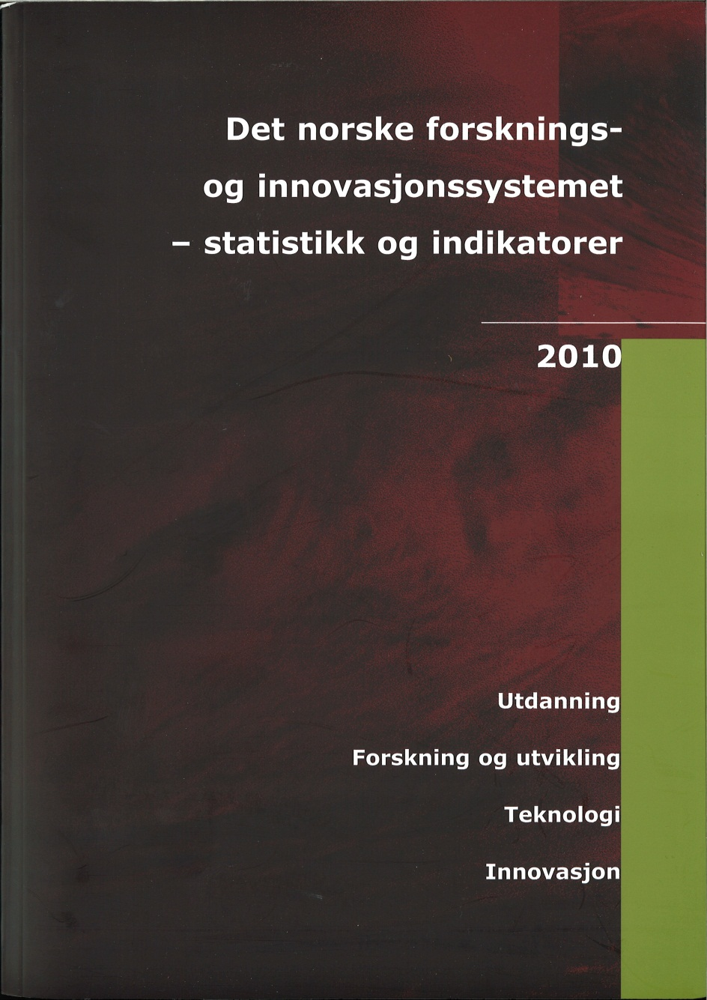 Det norske forsknings-
og innovasjonssystemet
– statistikk og indikatorer
2010
Utdanning
Forskning og utvikling
Teknologi
Innovasjon